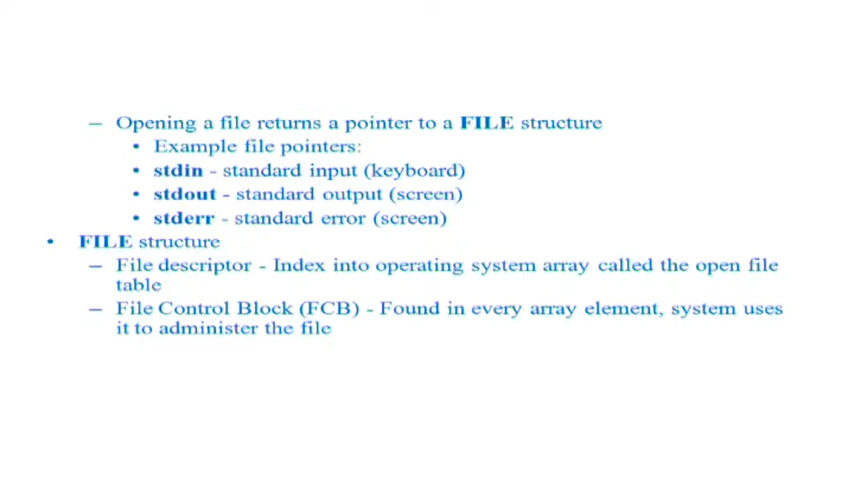 – Opening a file returns a pointer to a FILE structure
• Example file pointers:
• stdin - standard input (keyboard)
• stdout - standard output (screen)
• stderr - standard error (screen)
• FILE structure
– File descriptor - Index into operating system array called the open file
table
– File Control Block (FCB) - Found in every array element, system uses
it to administer the file